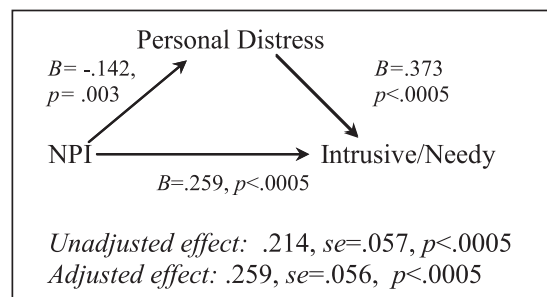 Personal Distress
B= -.142,
p= .003
B=.373
p<.0005
NPI
Intrusive/Needy
B=.259, p<.0005
Unadjusted effect: .214, se=.057, p<.0005
Adjusted effect: .259, se=.056, p<.0005